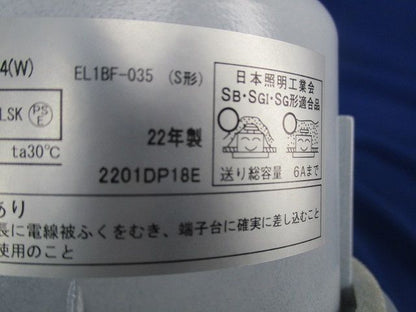 4(W)
EL1BF-035 (S形)
日本照明工業会
SB・SGI・SG形適合品
LSK
PS
E
22年製
ta30℃
2201DP18E
送り総容量 6Aまで
あり
長に電線被ふくをむき、端子台に確実に差し込むこと
使用のこと